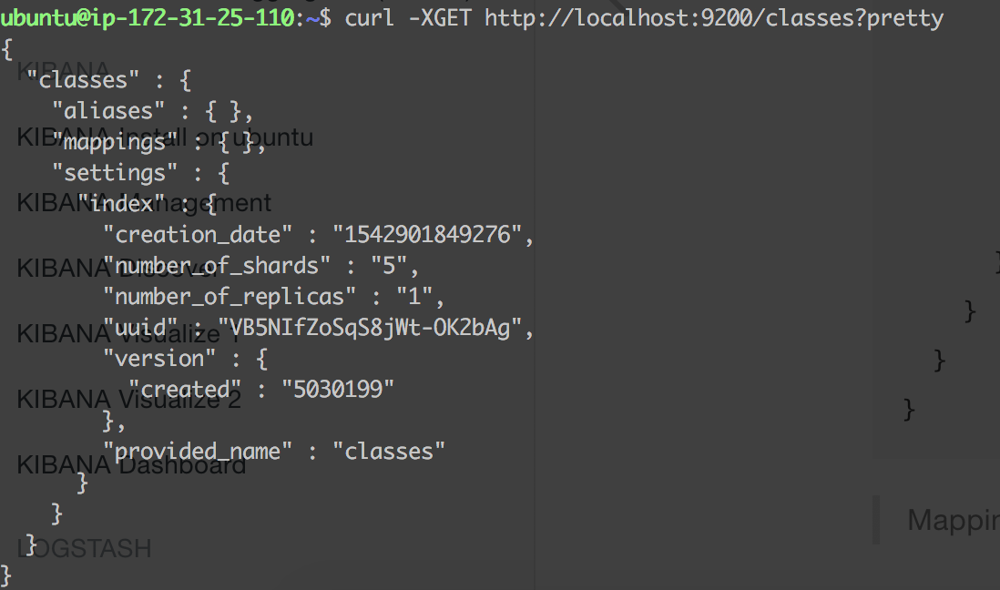 ubuntu@ip-172-31-25-110:~$ curl -XGET http://localhost:9200/classes?pretty
{
KIBANA
"classes" : {
"aliases" : { },
KIBANA Install on ubuntu
"mappings" : { },
"settings" : {
KIBANA Management
"index" : {
"creation_date" : "1542901849276",
KIBANA Discover
"number_of_shards" : "5",
}
"number_of_replicas" : "1",
}
KIBANA Visualize 1
"uuid" : "VB5NIfZoSqS8jWt-OK2bAg",
"version" : {
}
KIBANA Visualize 2
"created" : "5030199"
}
},
"provided_name" : "classes"
KIBANA Dashboard
}
}
}
LOGSTASH
}